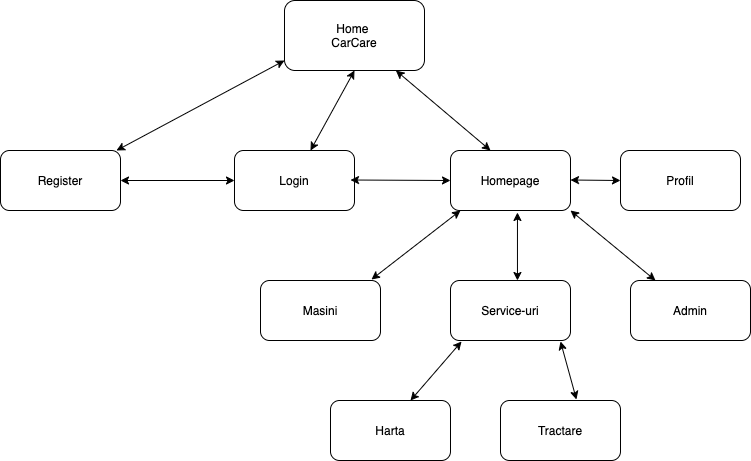 Home
CarCare
Register
Login
Homepage
Profil
Masini
Service-uri
Admin
Harta
Tractare